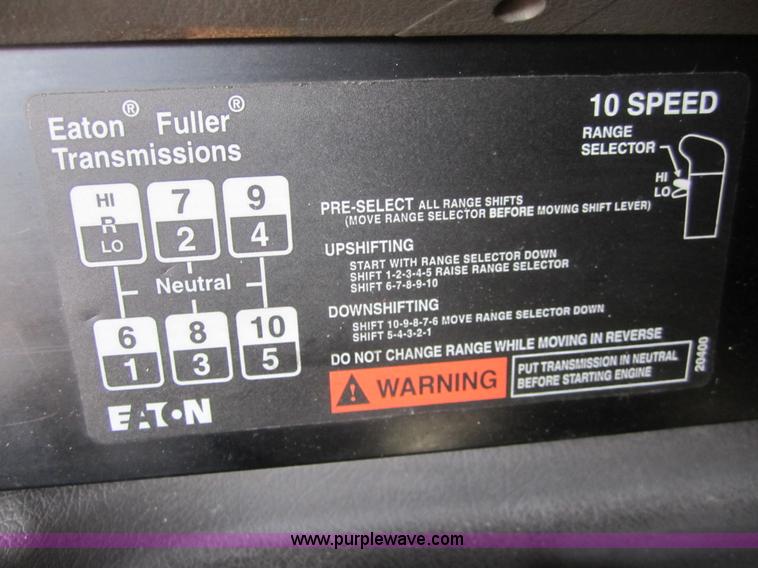 Eaton® Fuller®
Transmissions
10 SPEED
RANGE
SELECTOR
HI
LO
HI 7 9
R
LO 2 4
Neutral
6 8 10
1 3 5
EATON
PRE-SELECT ALL RANGE SHIFTS
(MOVE RANGE SELECTOR BEFORE MOVING SHIFT LEVER)
UPSHIFTING
START WITH RANGE SELECTOR DOWN
SHIFT 1-2-3-4-5 RAISE RANGE SELECTOR
SHIFT 6-7-8-9-10
DOWNSHIFTING
SHIFT 10-9-8-7-6 MOVE RANGE SELECTOR DOWN
SHIFT 5-4-3-2-1
DO NOT CHANGE RANGE WHILE MOVING IN REVERSE
WARNING
PUT TRANSMISSION IN NEUTRAL
BEFORE STARTING ENGINE
20400
www.purplewave.com